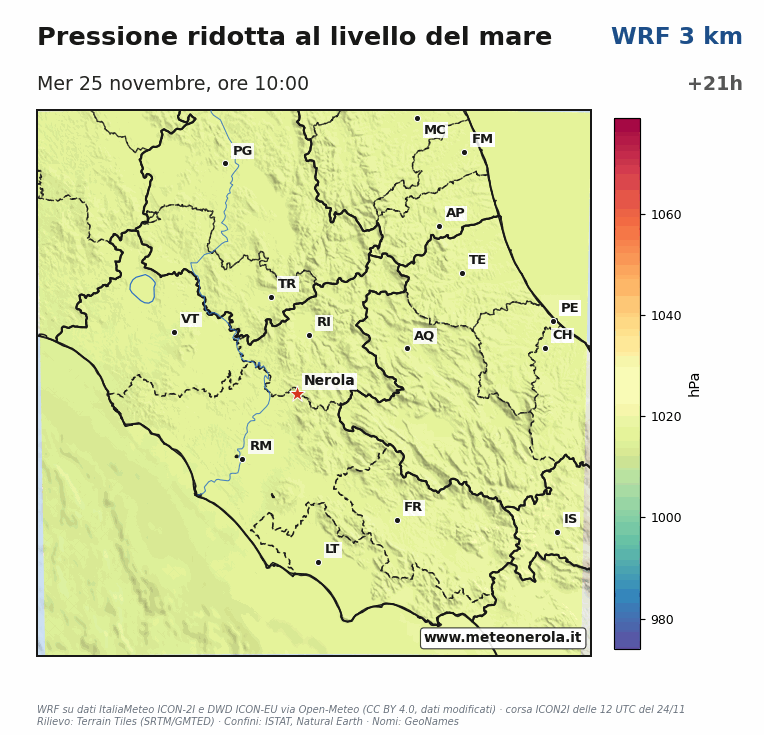 Pressione ridotta al livello del mare
WRF 3 km
Mer 25 novembre, ore 10:00
+21h
MC
FM
PG
AP
TE
TR
PE
VT
RI
AQ
CH
Nerola
RM
FR
IS
LT
www.meteonerola.it
1060
1040
1020
1000
980
hPa
WRF su dati ItaliaMeteo ICON-2I e DWD ICON-EU via Open-Meteo (CC BY 4.0, dati modificati) · corsa ICON2I delle 12 UTC del 24/11
Rilievo: Terrain Tiles (SRTM/GMTED) · Confini: ISTAT, Natural Earth · Nomi: GeoNames